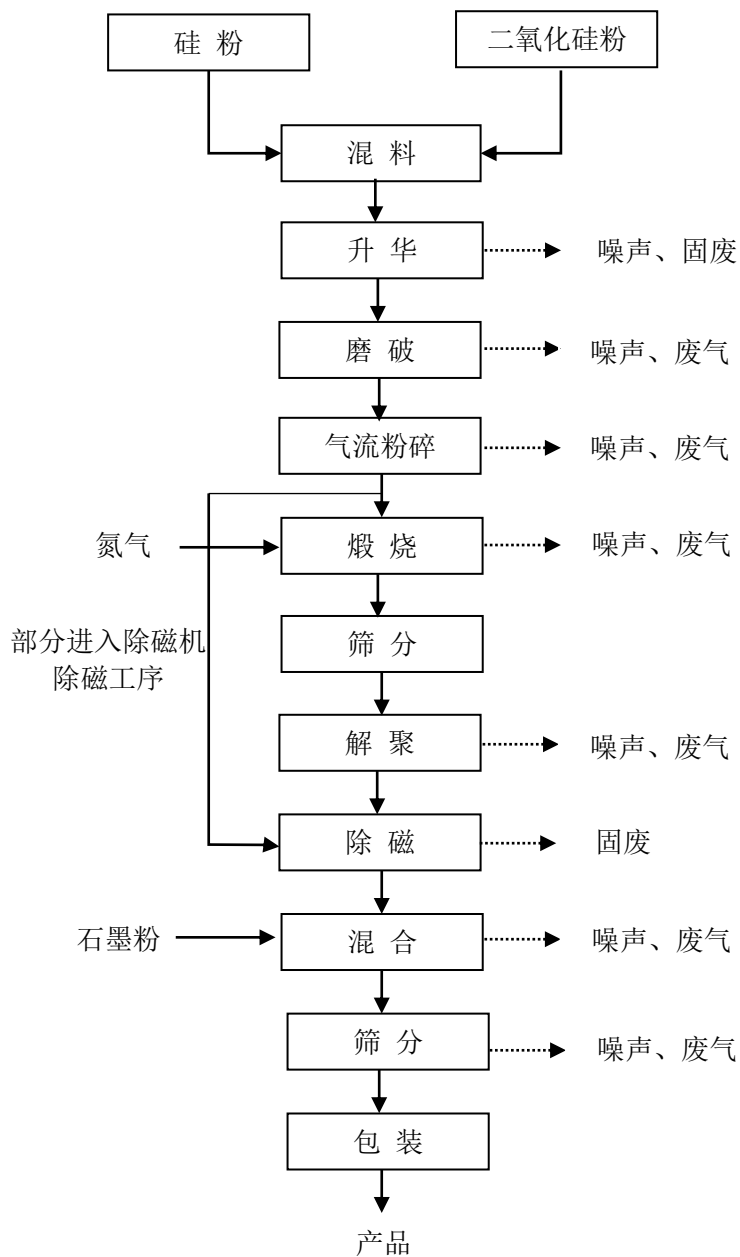 硅 粉
二氧化硅粉
混 料
升 华
噪声、固废
磨 破
噪声、废气
气流粉碎
噪声、废气
氮气
煅 烧
噪声、废气
部分进入除磁机
除磁工序
筛 分
解 聚
噪声、废气
除 磁
固废
石墨粉
混 合
噪声、废气
筛 分
噪声、废气
包 装
产品